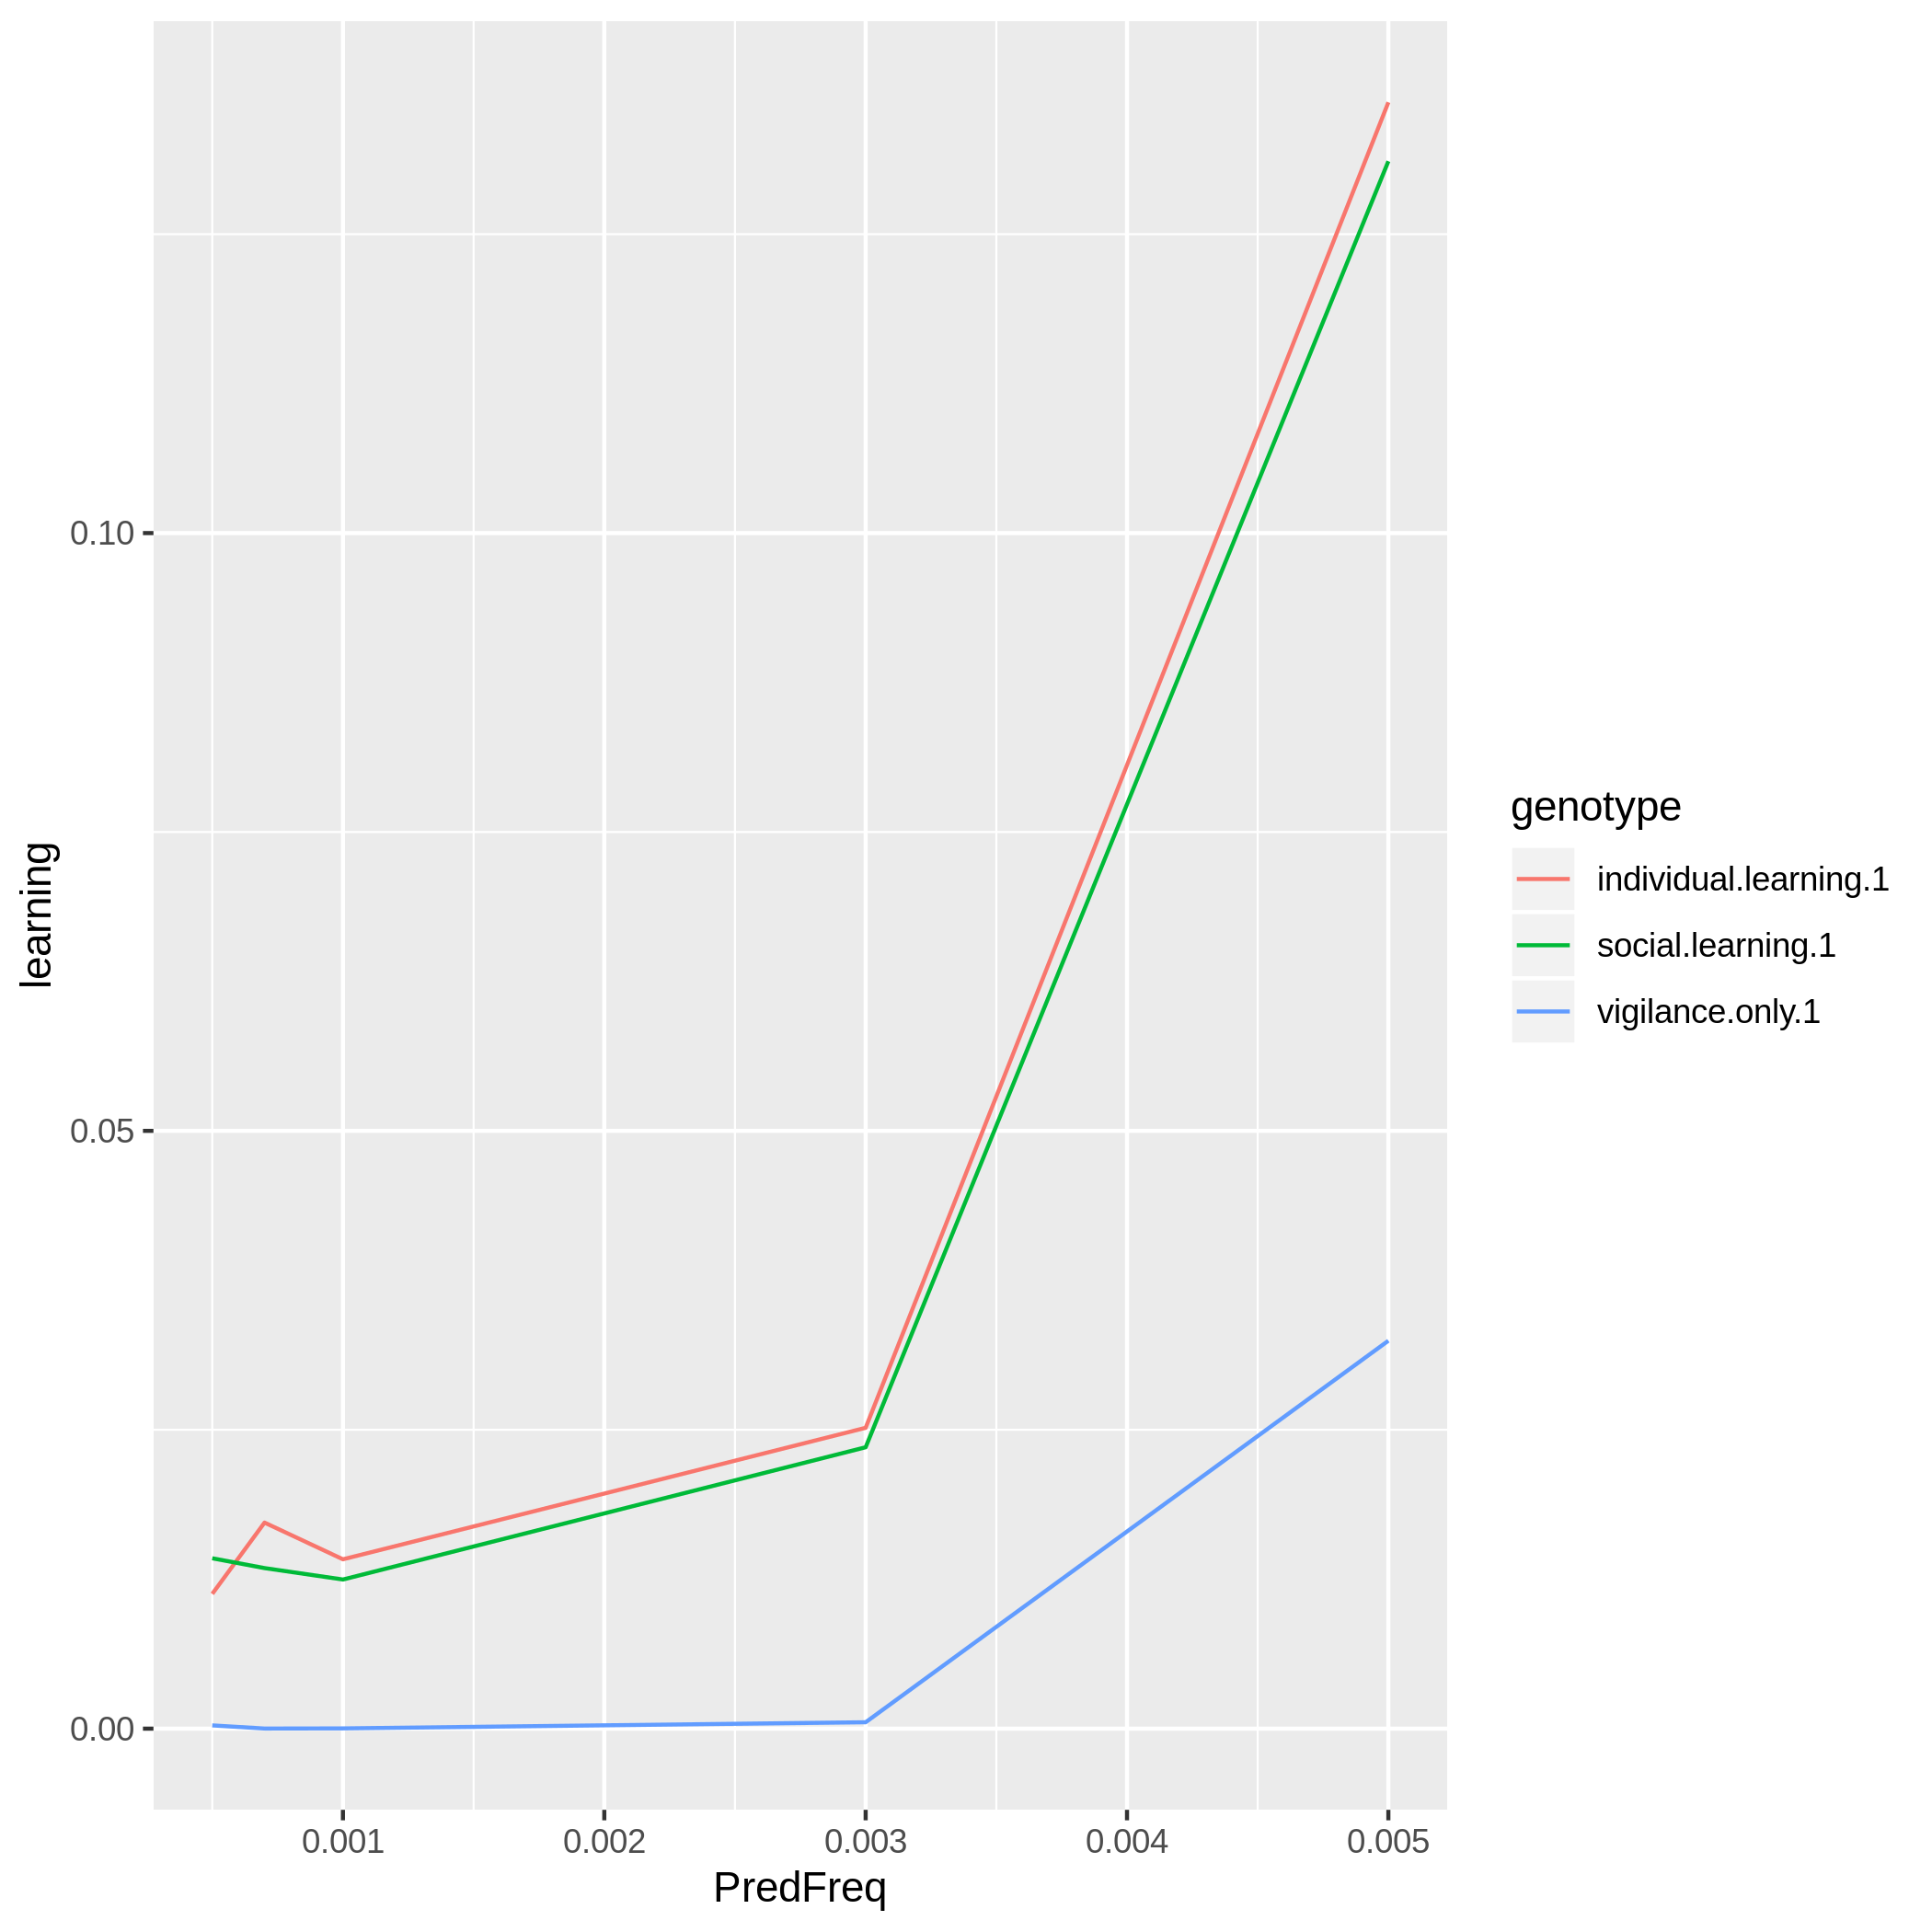 learning
0.10
0.05
0.00
0.001 0.002 0.003 0.004 0.005
PredFreq
genotype
individual.learning.1
social.learning.1
vigilance.only.1